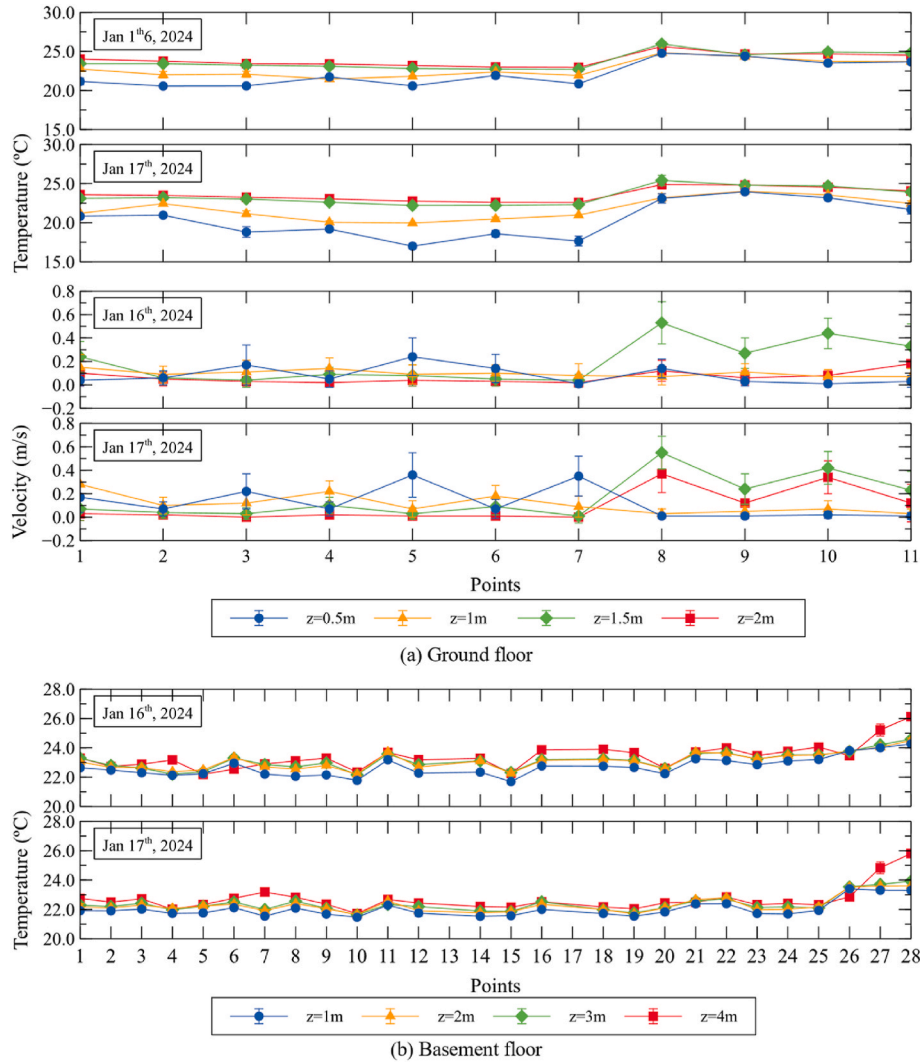 30.0
Jan 1th6, 2024
25.0
20.0
15.0
30.0
Jan 17th, 2024
25.0
20.0
15.0
Temperature (ºC)
0.8
Jan 16th, 2024
0.6
0.4
0.2
0.0
−0.2
0.8
Jan 17th, 2024
0.6
0.4
0.2
0.0
−0.2
Velocity (m/s)
1 2 3 4 5 6 7 8 9 10 11
Points
z=0.5m z=1m z=1.5m z=2m
(a) Ground floor
28.0
Jan 16th, 2024
26.0
24.0
22.0
20.0
28.0
Jan 17th, 2024
26.0
24.0
22.0
20.0
Temperature (ºC)
1 2 3 4 5 6 7 8 9 10 11 12 13 14 15 16 17 18 19 20 21 22 23 24 25 26 27 28
Points
z=1m z=2m z=3m z=4m
(b) Basement floor